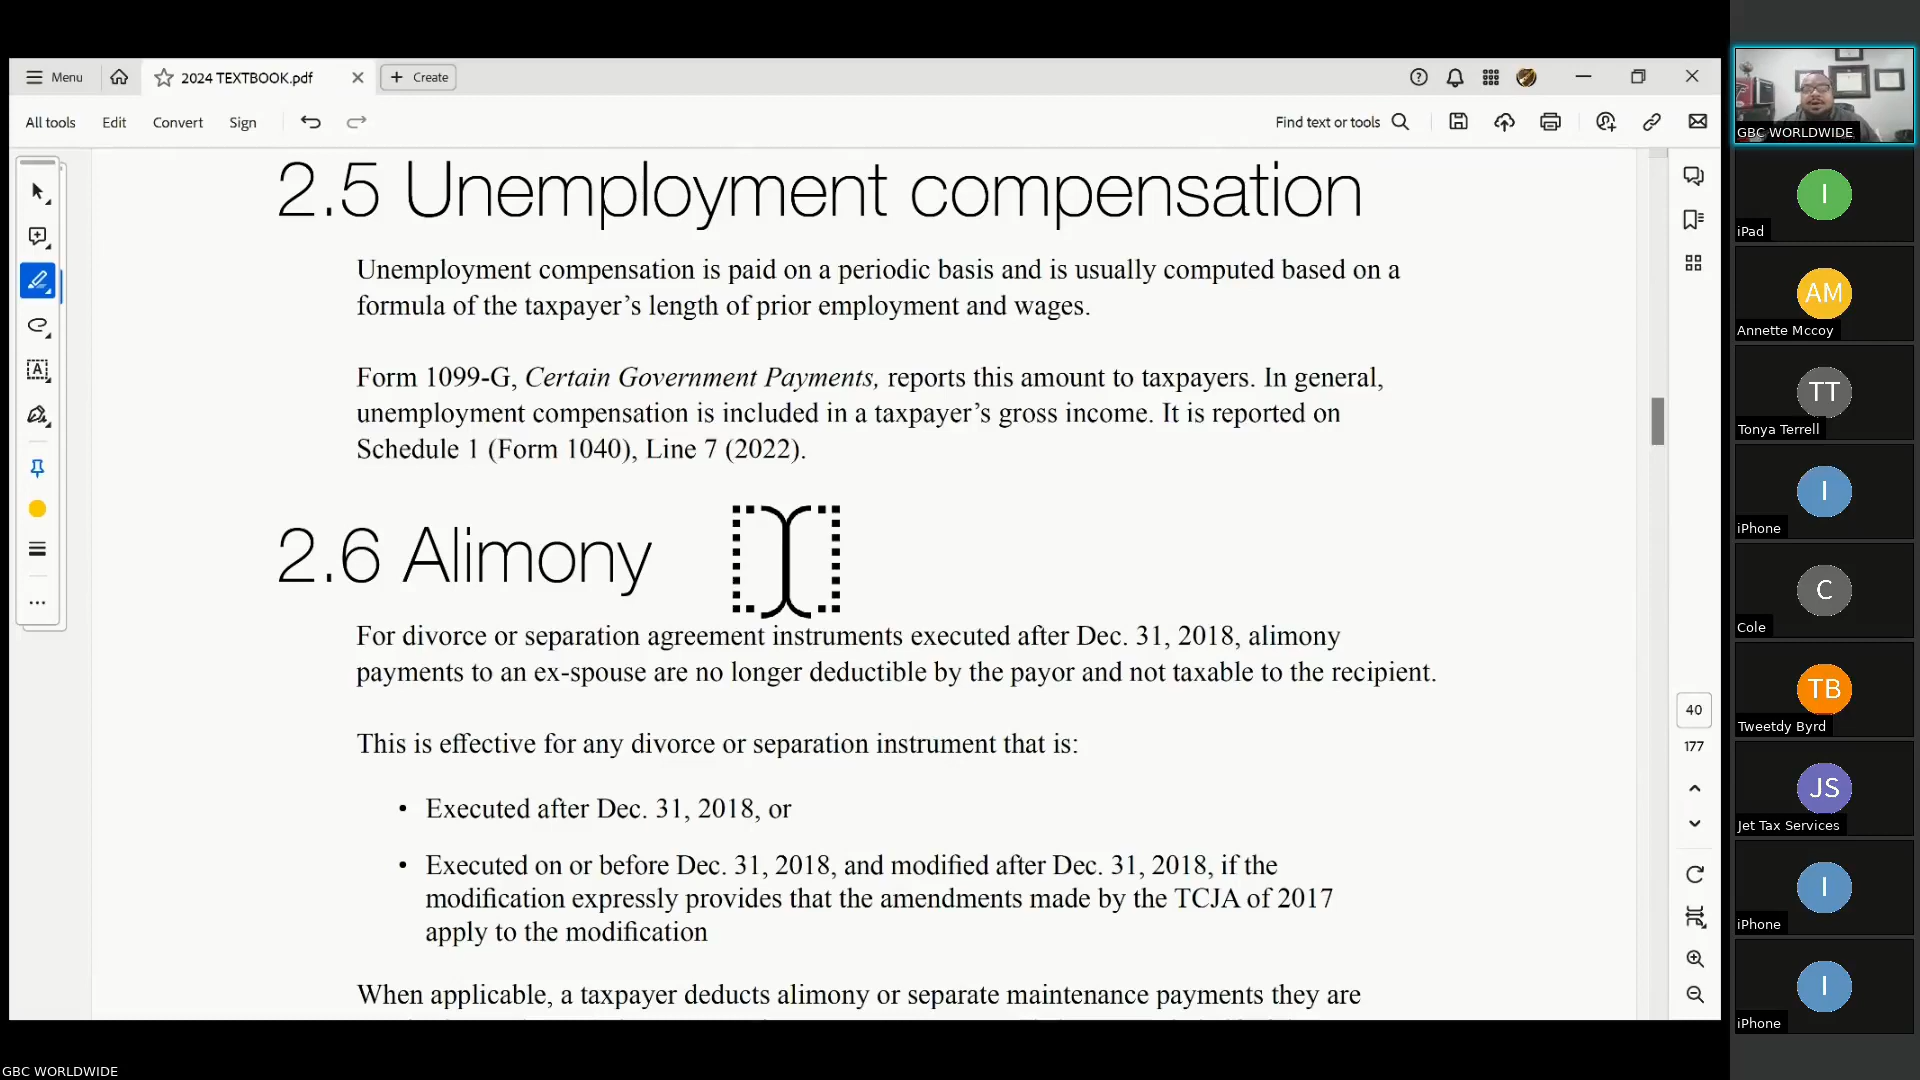 Menu
2024 TEXTBOOK.pdf
Create
All tools
Edit
Convert
Sign
Find text or tools
2.5 Unemployment compensation
Unemployment compensation is paid on a periodic basis and is usually computed based on a
formula of the taxpayer’s length of prior employment and wages.
Form 1099-G, Certain Government Payments, reports this amount to taxpayers. In general,
unemployment compensation is included in a taxpayer’s gross income. It is reported on
Schedule 1 (Form 1040), Line 7 (2022).
2.6 Alimony
For divorce or separation agreement instruments executed after Dec. 31, 2018, alimony
payments to an ex-spouse are no longer deductible by the payor and not taxable to the recipient.
This is effective for any divorce or separation instrument that is:
• Executed after Dec. 31, 2018, or
• Executed on or before Dec. 31, 2018, and modified after Dec. 31, 2018, if the
modification expressly provides that the amendments made by the TCJA of 2017
apply to the modification
When applicable, a taxpayer deducts alimony or separate maintenance payments they are
40
177
GBC WORLDWIDE
I
iPad
AM
Annette Mccoy
TT
Tonya Terrell
I
iPhone
C
Cole
TB
Tweetdy Byrd
JS
Jet Tax Services
I
iPhone
I
iPhone
GBC WORLDWIDE